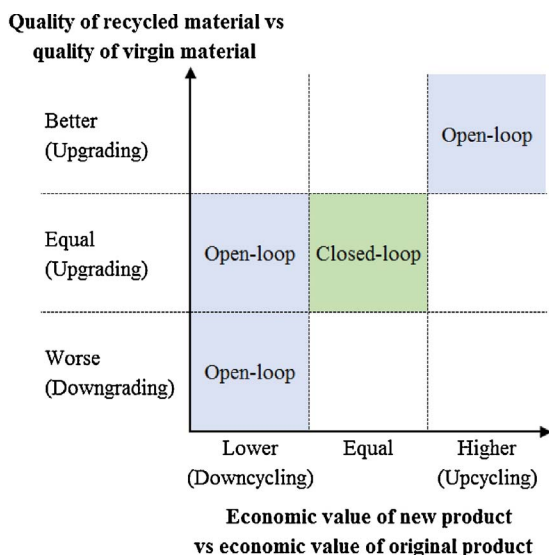 Quality of recycled material vs
quality of virgin material
Better
(Upgrading)
Open-loop
Equal
(Upgrading)
Open-loop
Closed-loop
Worse
(Downgrading)
Open-loop
Lower
(Downcycling)
Equal
Higher
(Upcycling)
Economic value of new product
vs economic value of original product